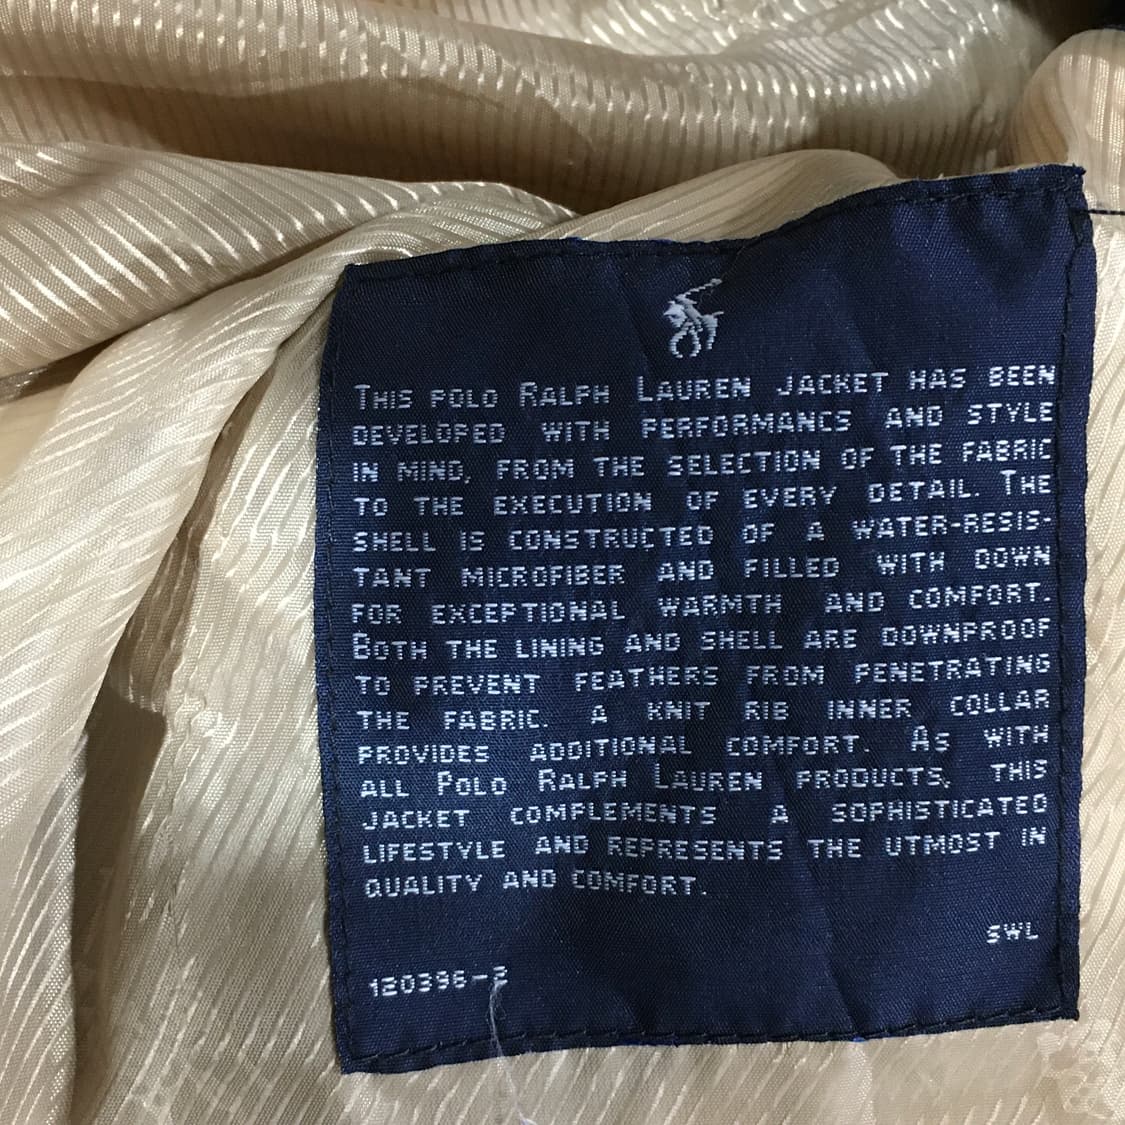 THIS POLO RALPH LAUREN JACKET HAS BEEN
DEVELOPED WITH PERFORMANCE AND STYLE
IN MIND, FROM THE SELECTION OF THE FABRIC
TO THE EXECUTION OF EVERY DETAIL. THE
SHELL IS CONSTRUCTED OF A WATER-RESIS-
TANT MICROFIBER AND FILLED WITH DOWN
FOR EXCEPTIONAL WARMTH AND COMFORT.
BOTH THE LINING AND SHELL ARE DOWNPROOF
TO PREVENT FEATHERS FROM PENETRATING
THE FABRIC. A KNIT RIB INNER COLLAR
PROVIDES ADDITIONAL COMFORT. AS WITH
ALL POLO RALPH LAUREN PRODUCTS, THIS
JACKET COMPLEMENTS A SOPHISTICATED
LIFESTYLE AND REPRESENTS THE UTMOST IN
QUALITY AND COMFORT.
SWL
120396-2